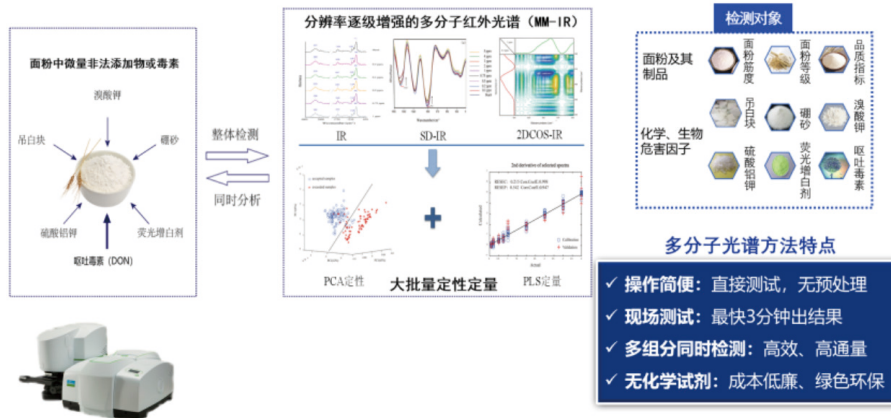 面粉中微量非法添加物或毒素
溴酸钾
吊白块
硼砂
硫酸铝钾
荧光增白剂
呕吐毒素（DON）
整体检测
同时分析
分辨率逐级增强的多分子红外光谱（MM-IR）
IR
SD-IR
2DCOS-IR
2nd derivative of selected spectra
PCA定性
大批量定性定量
PLS定量
检测对象
面粉及其
制品
面粉筋度
面粉等级
品质指标
化学、生物
危害因子
吊白块
硼砂
溴酸钾
硫酸铝钾
荧光增白剂
呕吐毒素
多分子光谱方法特点
✓ 操作简便：直接测试，无预处理
✓ 现场测试：最快3分钟出结果
✓ 多组分同时检测：高效、高通量
✓ 无化学试剂：成本低廉、绿色环保